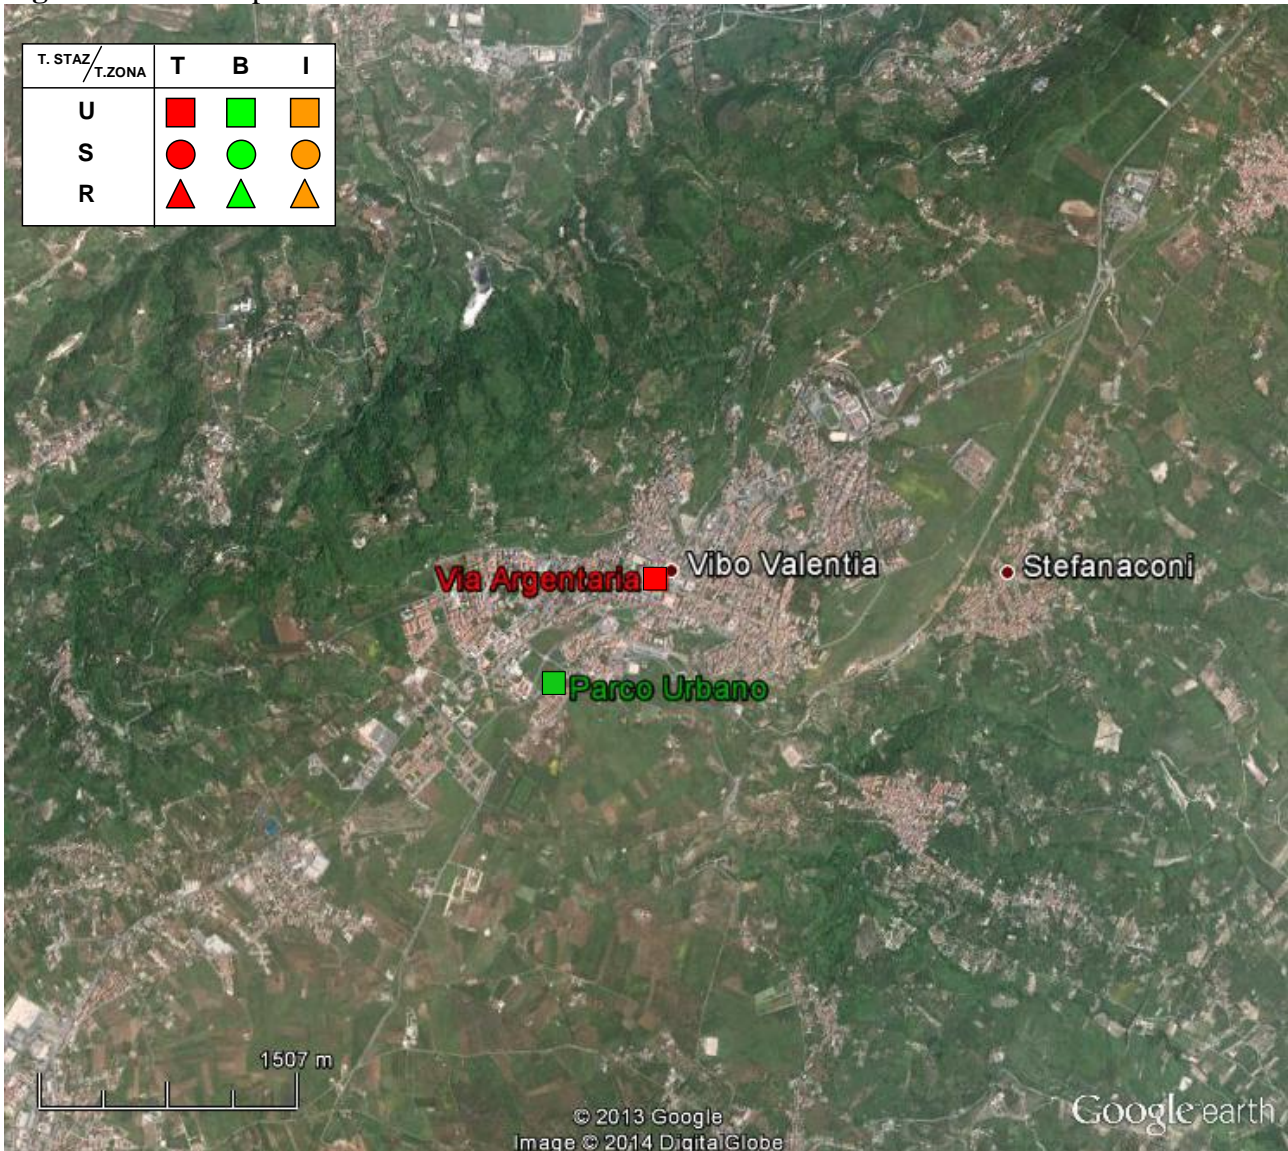 T. STAZ/T.ZONA T B I
U
S
R
Vibo Valentia
Stefanaconi
Via Argentaria
Parco Urbano
1507 m
© 2013 Google
Image © 2014 DigitalGlobe
Google earth